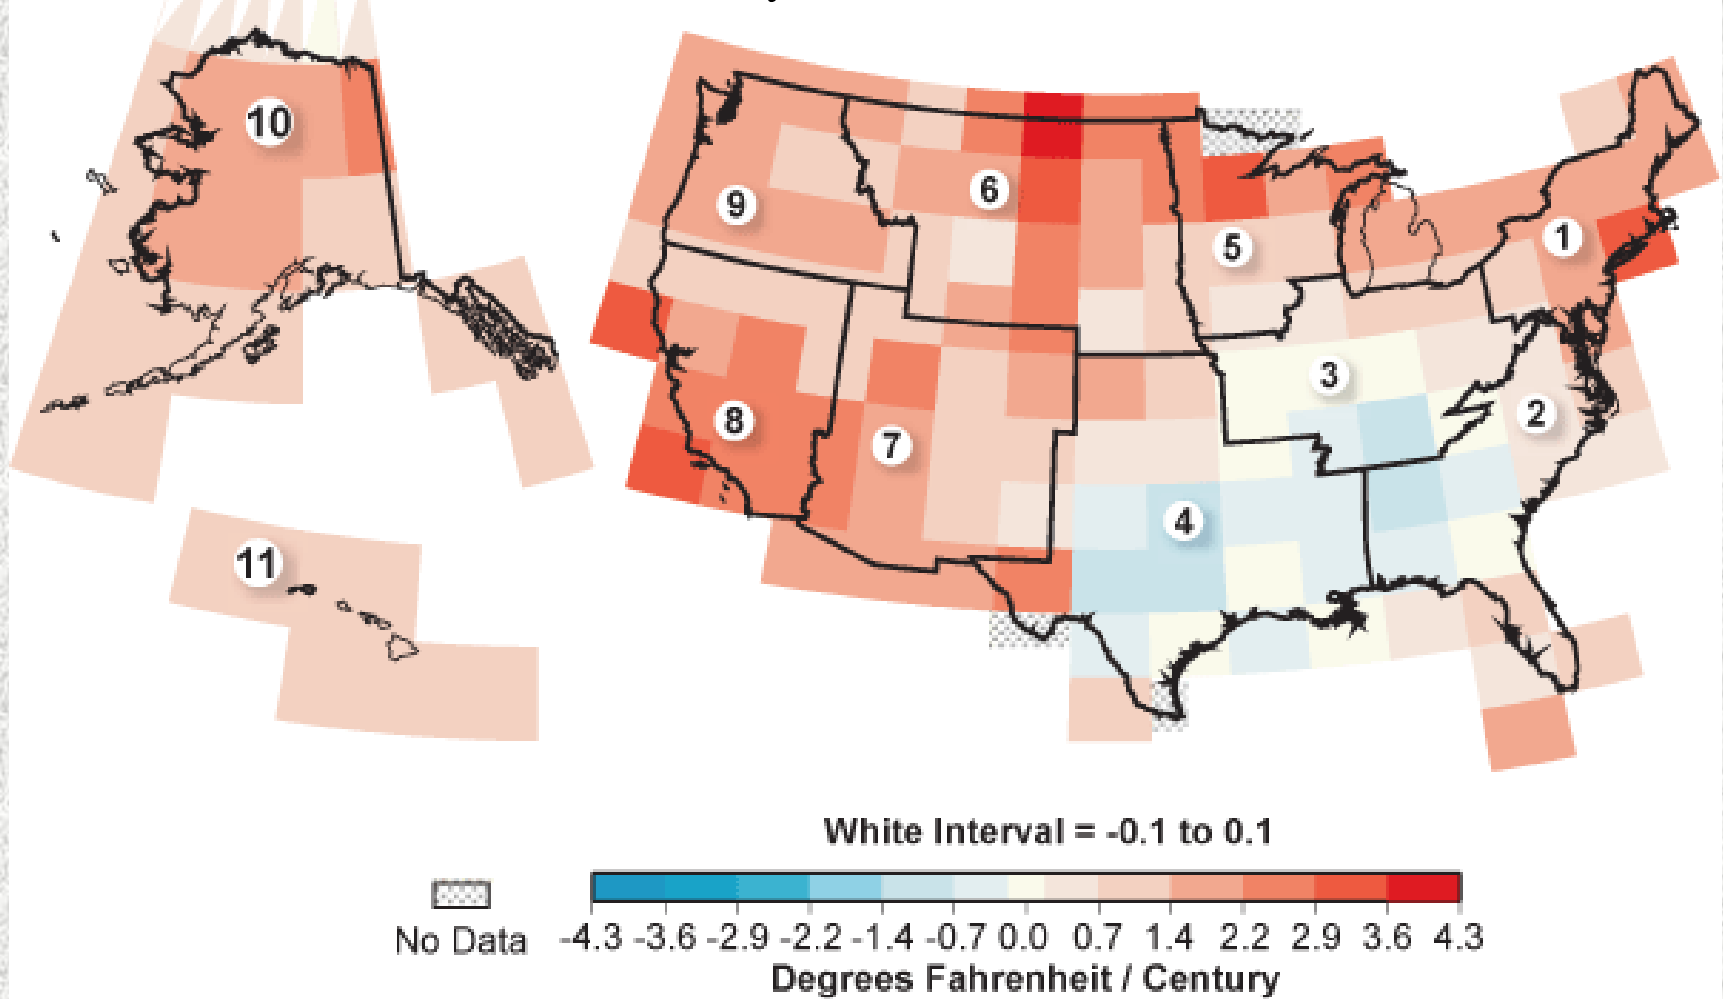 10
9
6
5
1
3
2
8
7
4
11
White Interval = -0.1 to 0.1
No Data
-4.3 -3.6 -2.9 -2.2 -1.4 -0.7 0.0 0.7 1.4 2.2 2.9 3.6 4.3
Degrees Fahrenheit / Century